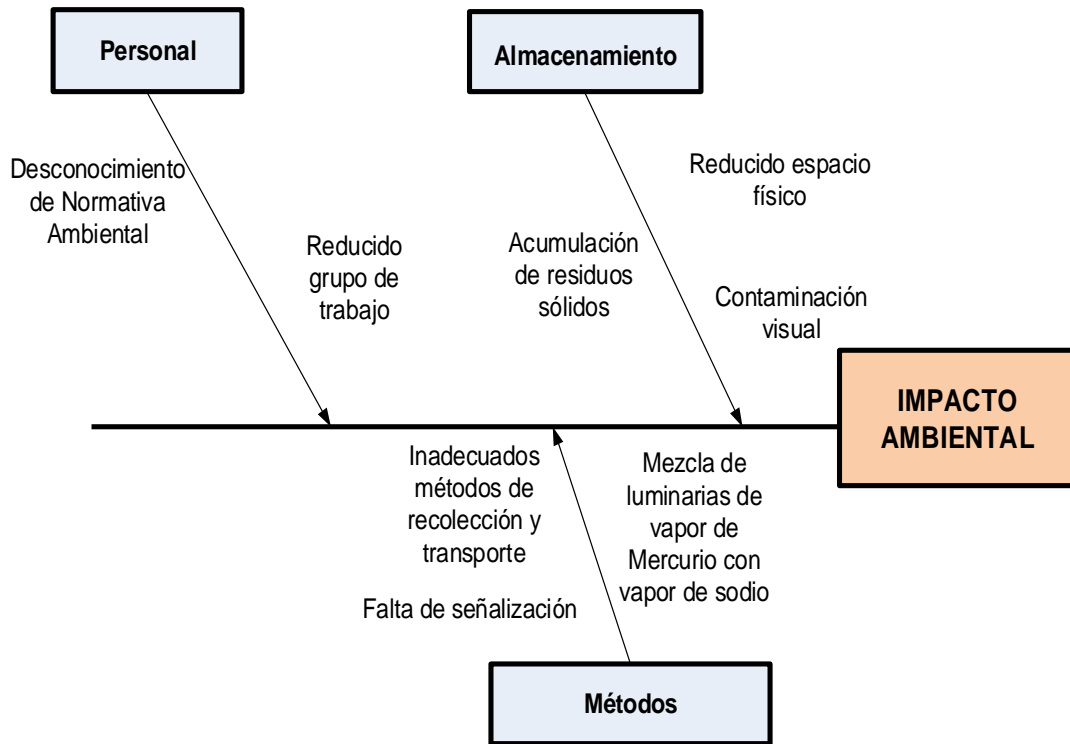 Personal
Almacenamiento
Desconocimiento
de Normativa
Ambiental
Reducido
grupo de
trabajo
Acumulación
de residuos
sólidos
Reducido espacio
físico
Contaminación
visual
IMPACTO
AMBIENTAL
Inadecuados
métodos de
recolección y
transporte
Falta de señalización
Mezcla de
luminarias de
vapor de
Mercurio con
vapor de sodio
Métodos